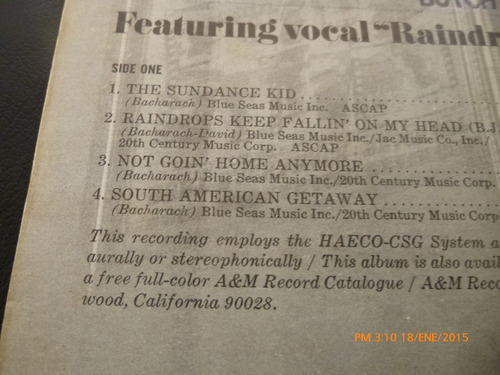 BUTCH
Featuring vocal "Raindr
SIDE ONE
1. THE SUNDANCE KID
(Bacharach) Blue Seas Music Inc. ASCAP
2. RAINDROPS KEEP FALLIN' ON MY HEAD (B.J.
(Bacharach-David) Blue Seas Music Inc./Jac Music Co., Inc./
20th Century Music Corp. ASCAP
3. NOT GOIN' HOME ANYMORE
(Bacharach) Blue Seas Music Inc./20th Century Music Corp.
4. SOUTH AMERICAN GETAWAY
(Bacharach) Blue Seas Music Inc./20th Century Music Corp
This recording employs the HAECO-CSG System a
aurally or stereophonically / This album is also avail
a free full-color A&M Record Catalogue / A&M Reco
wood, California 90028.
PM 3:10 18/ENE/2015